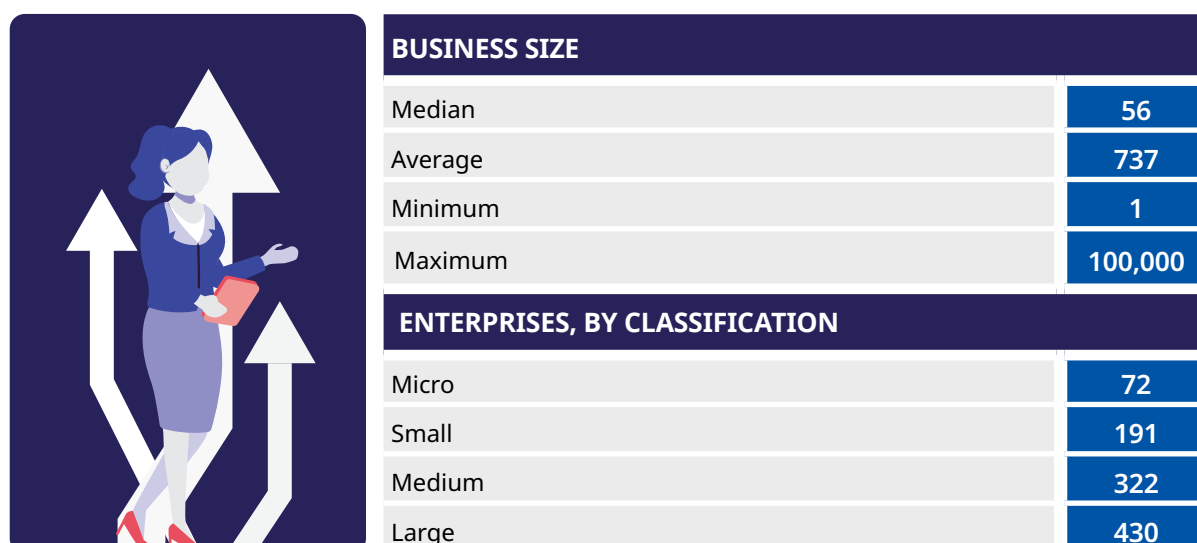 BUSINESS SIZE
Median 56
Average 737
Minimum 1
Maximum 100,000
ENTERPRISES, BY CLASSIFICATION
Micro 72
Small 191
Medium 322
Large 430